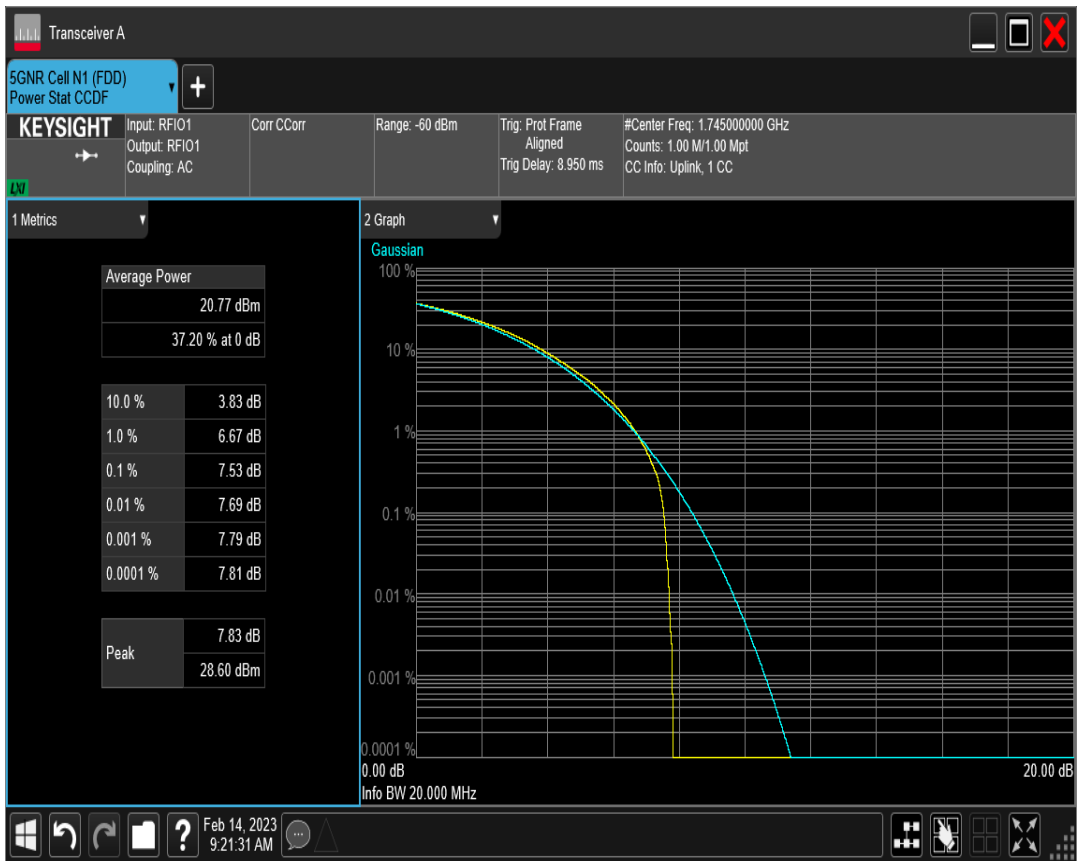 Transceiver A
5GNR Cell N1 (FDD)
Power Stat CCDF
KEYSIGHT
LXI
Input: RFIO1
Output: RFIO1
Coupling: AC
Corr CCorr
Range: -60 dBm
Trig: Prot Frame
Aligned
Trig Delay: 8.950 ms
#Center Freq: 1.745000000 GHz
Counts: 1.00 M/1.00 Mpt
CC Info: Uplink, 1 CC
1 Metrics
Average Power
20.77 dBm
37.20 % at 0 dB
10.0 % 3.83 dB
1.0 % 6.67 dB
0.1 % 7.53 dB
0.01 % 7.69 dB
0.001 % 7.79 dB
0.0001 % 7.81 dB
Peak 7.83 dB
28.60 dBm
2 Graph
Gaussian
100 %
10 %
1 %
0.1 %
0.01 %
0.001 %
0.0001 %
0.00 dB 20.00 dB
Info BW 20.000 MHz
Feb 14, 2023
9:21:31 AM